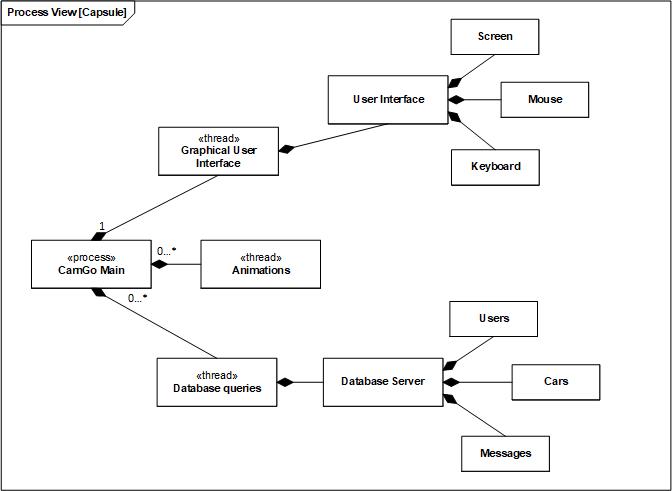 Process View [Capsule]
Screen
User Interface
Mouse
Keyboard
«thread»
Graphical User
Interface
1
«process»
CarnGo Main
0...*
«thread»
Animations
0...*
«thread»
Database queries
Database Server
Users
Cars
Messages